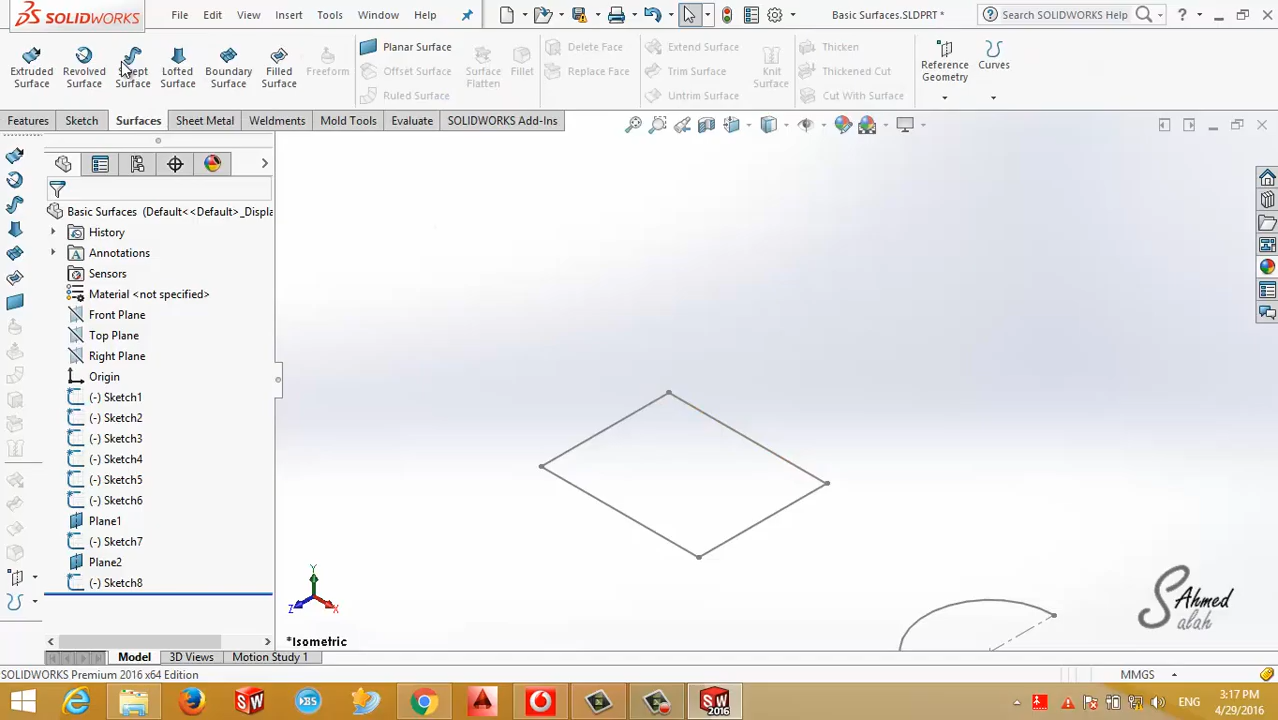 SOLIDWORKS
File Edit View Insert Tools Window Help
Basic Surfaces.SLDPRT *
Search SOLIDWORKS Help
Extruded Surface
Revolved Surface
Swept Surface
Lofted Surface
Boundary Surface
Filled Surface
Freeform
Planar Surface
Offset Surface
Ruled Surface
Surface Flatten
Fillet
Delete Face
Replace Face
Extend Surface
Trim Surface
Untrim Surface
Knit Surface
Thicken
Thickened Cut
Cut With Surface
Reference Geometry
Curves
Features Sketch Surfaces Sheet Metal Weldments Mold Tools Evaluate SOLIDWORKS Add-Ins
Basic Surfaces (Default<<Default>_Displa
History
Annotations
Sensors
Material <not specified>
Front Plane
Top Plane
Right Plane
Origin
(-) Sketch1
(-) Sketch2
(-) Sketch3
(-) Sketch4
(-) Sketch5
(-) Sketch6
Plane1
(-) Sketch7
Plane2
(-) Sketch8
Y
Z
X
*Isometric
S Ahmed
alah
Model 3D Views Motion Study 1
SOLIDWORKS Premium 2016 x64 Edition
MMGS
2016
ENG
3:17 PM
4/29/2016